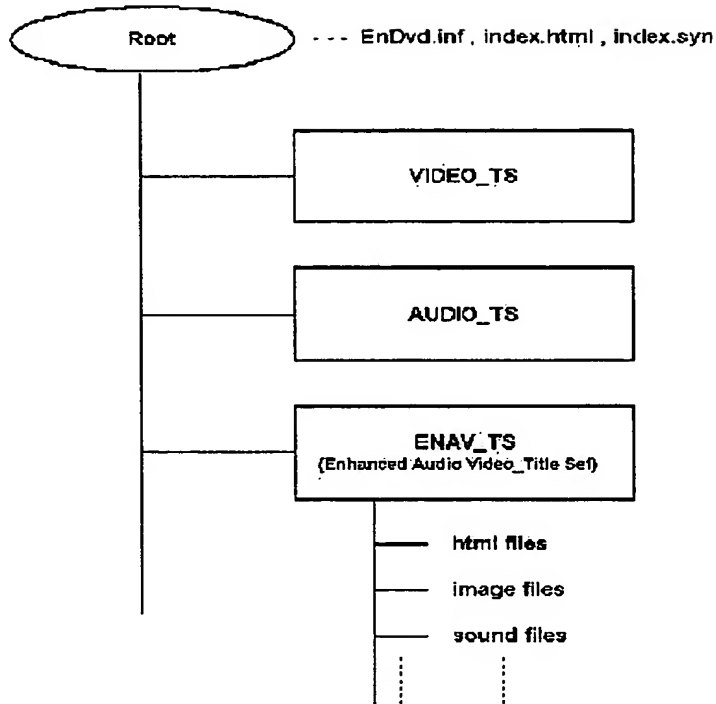 Root --- EnDvd.inf , index.html , index.syn
VIDEO_TS
AUDIO_TS
ENAV_TS
(Enhanced Audio Video_Title Set)
html files
image files
sound files